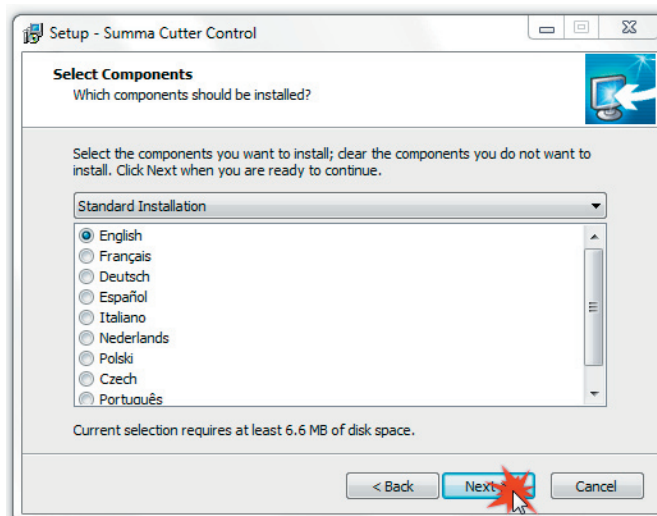 Setup - Summa Cutter Control
Select Components
Which components should be installed?
Select the components you want to install; clear the components you do not want to
install. Click Next when you are ready to continue.
Standard Installation
English
Français
Deutsch
Español
Italiano
Nederlands
Polski
Czech
Português
Current selection requires at least 6.6 MB of disk space.
< Back Next Cancel